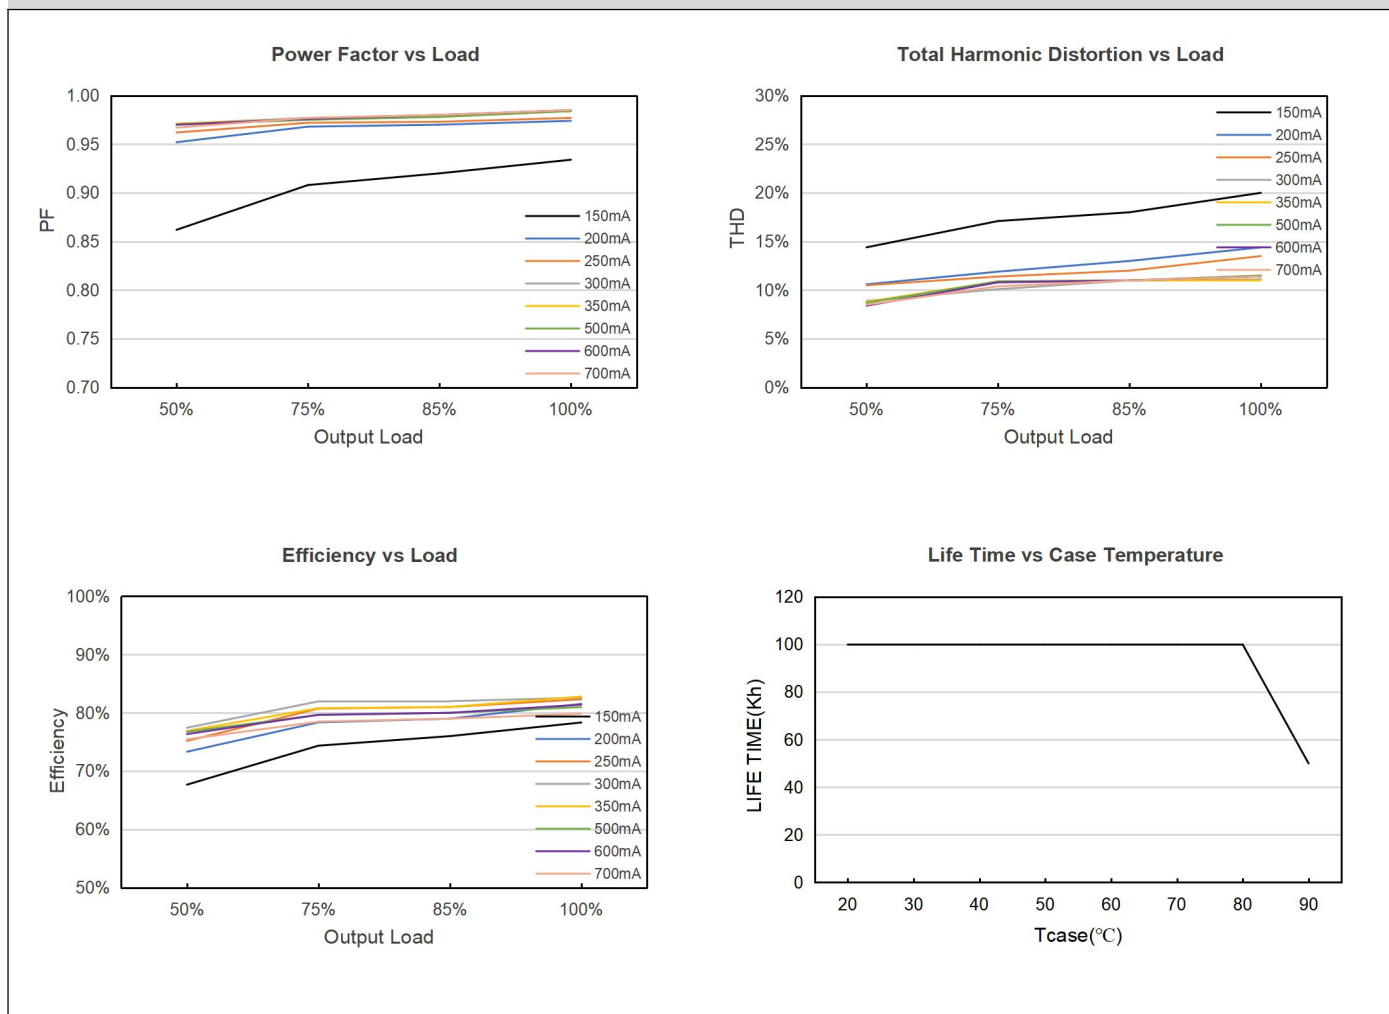 Power Factor vs Load
1.00
0.95
0.90
0.85
0.80
0.75
0.70
PF
150mA
200mA
250mA
300mA
350mA
500mA
600mA
700mA
50% 75% 85% 100%
Output Load
Total Harmonic Distortion vs Load
30%
25%
20%
15%
10%
5%
0%
THD
150mA
200mA
250mA
300mA
350mA
500mA
600mA
700mA
50% 75% 85% 100%
Output Load
Efficiency vs Load
100%
90%
80%
70%
60%
50%
Efficiency
150mA
200mA
250mA
300mA
350mA
500mA
600mA
700mA
50% 75% 85% 100%
Output Load
Life Time vs Case Temperature
120
100
80
60
40
20
0
LIFE TIME(Kh)
20 30 40 50 60 70 80 90
Tcase(℃)